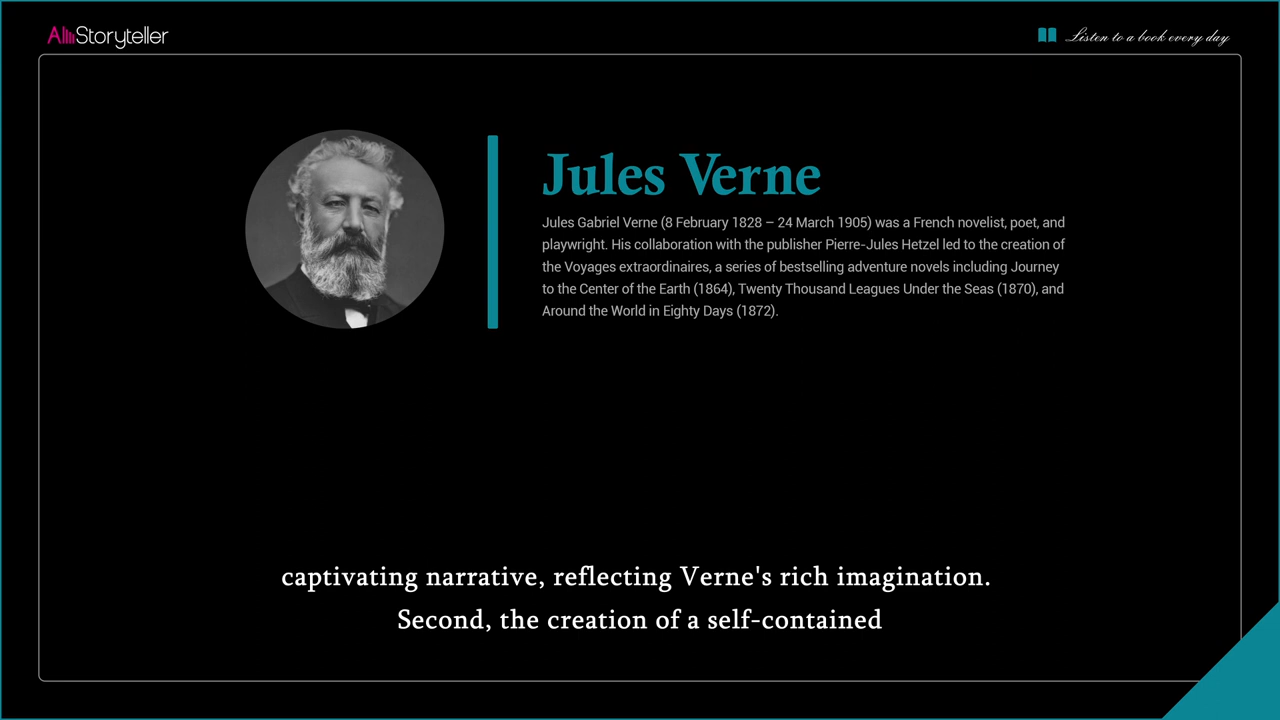 AllStoryteller
Listen to a book every day
Jules Verne
Jules Gabriel Verne (8 February 1828 – 24 March 1905) was a French novelist, poet, and
playwright. His collaboration with the publisher Pierre-Jules Hetzel led to the creation of
the Voyages extraordinaires, a series of bestselling adventure novels including Journey
to the Center of the Earth (1864), Twenty Thousand Leagues Under the Seas (1870), and
Around the World in Eighty Days (1872).
captivating narrative, reflecting Verne's rich imagination.
Second, the creation of a self-contained